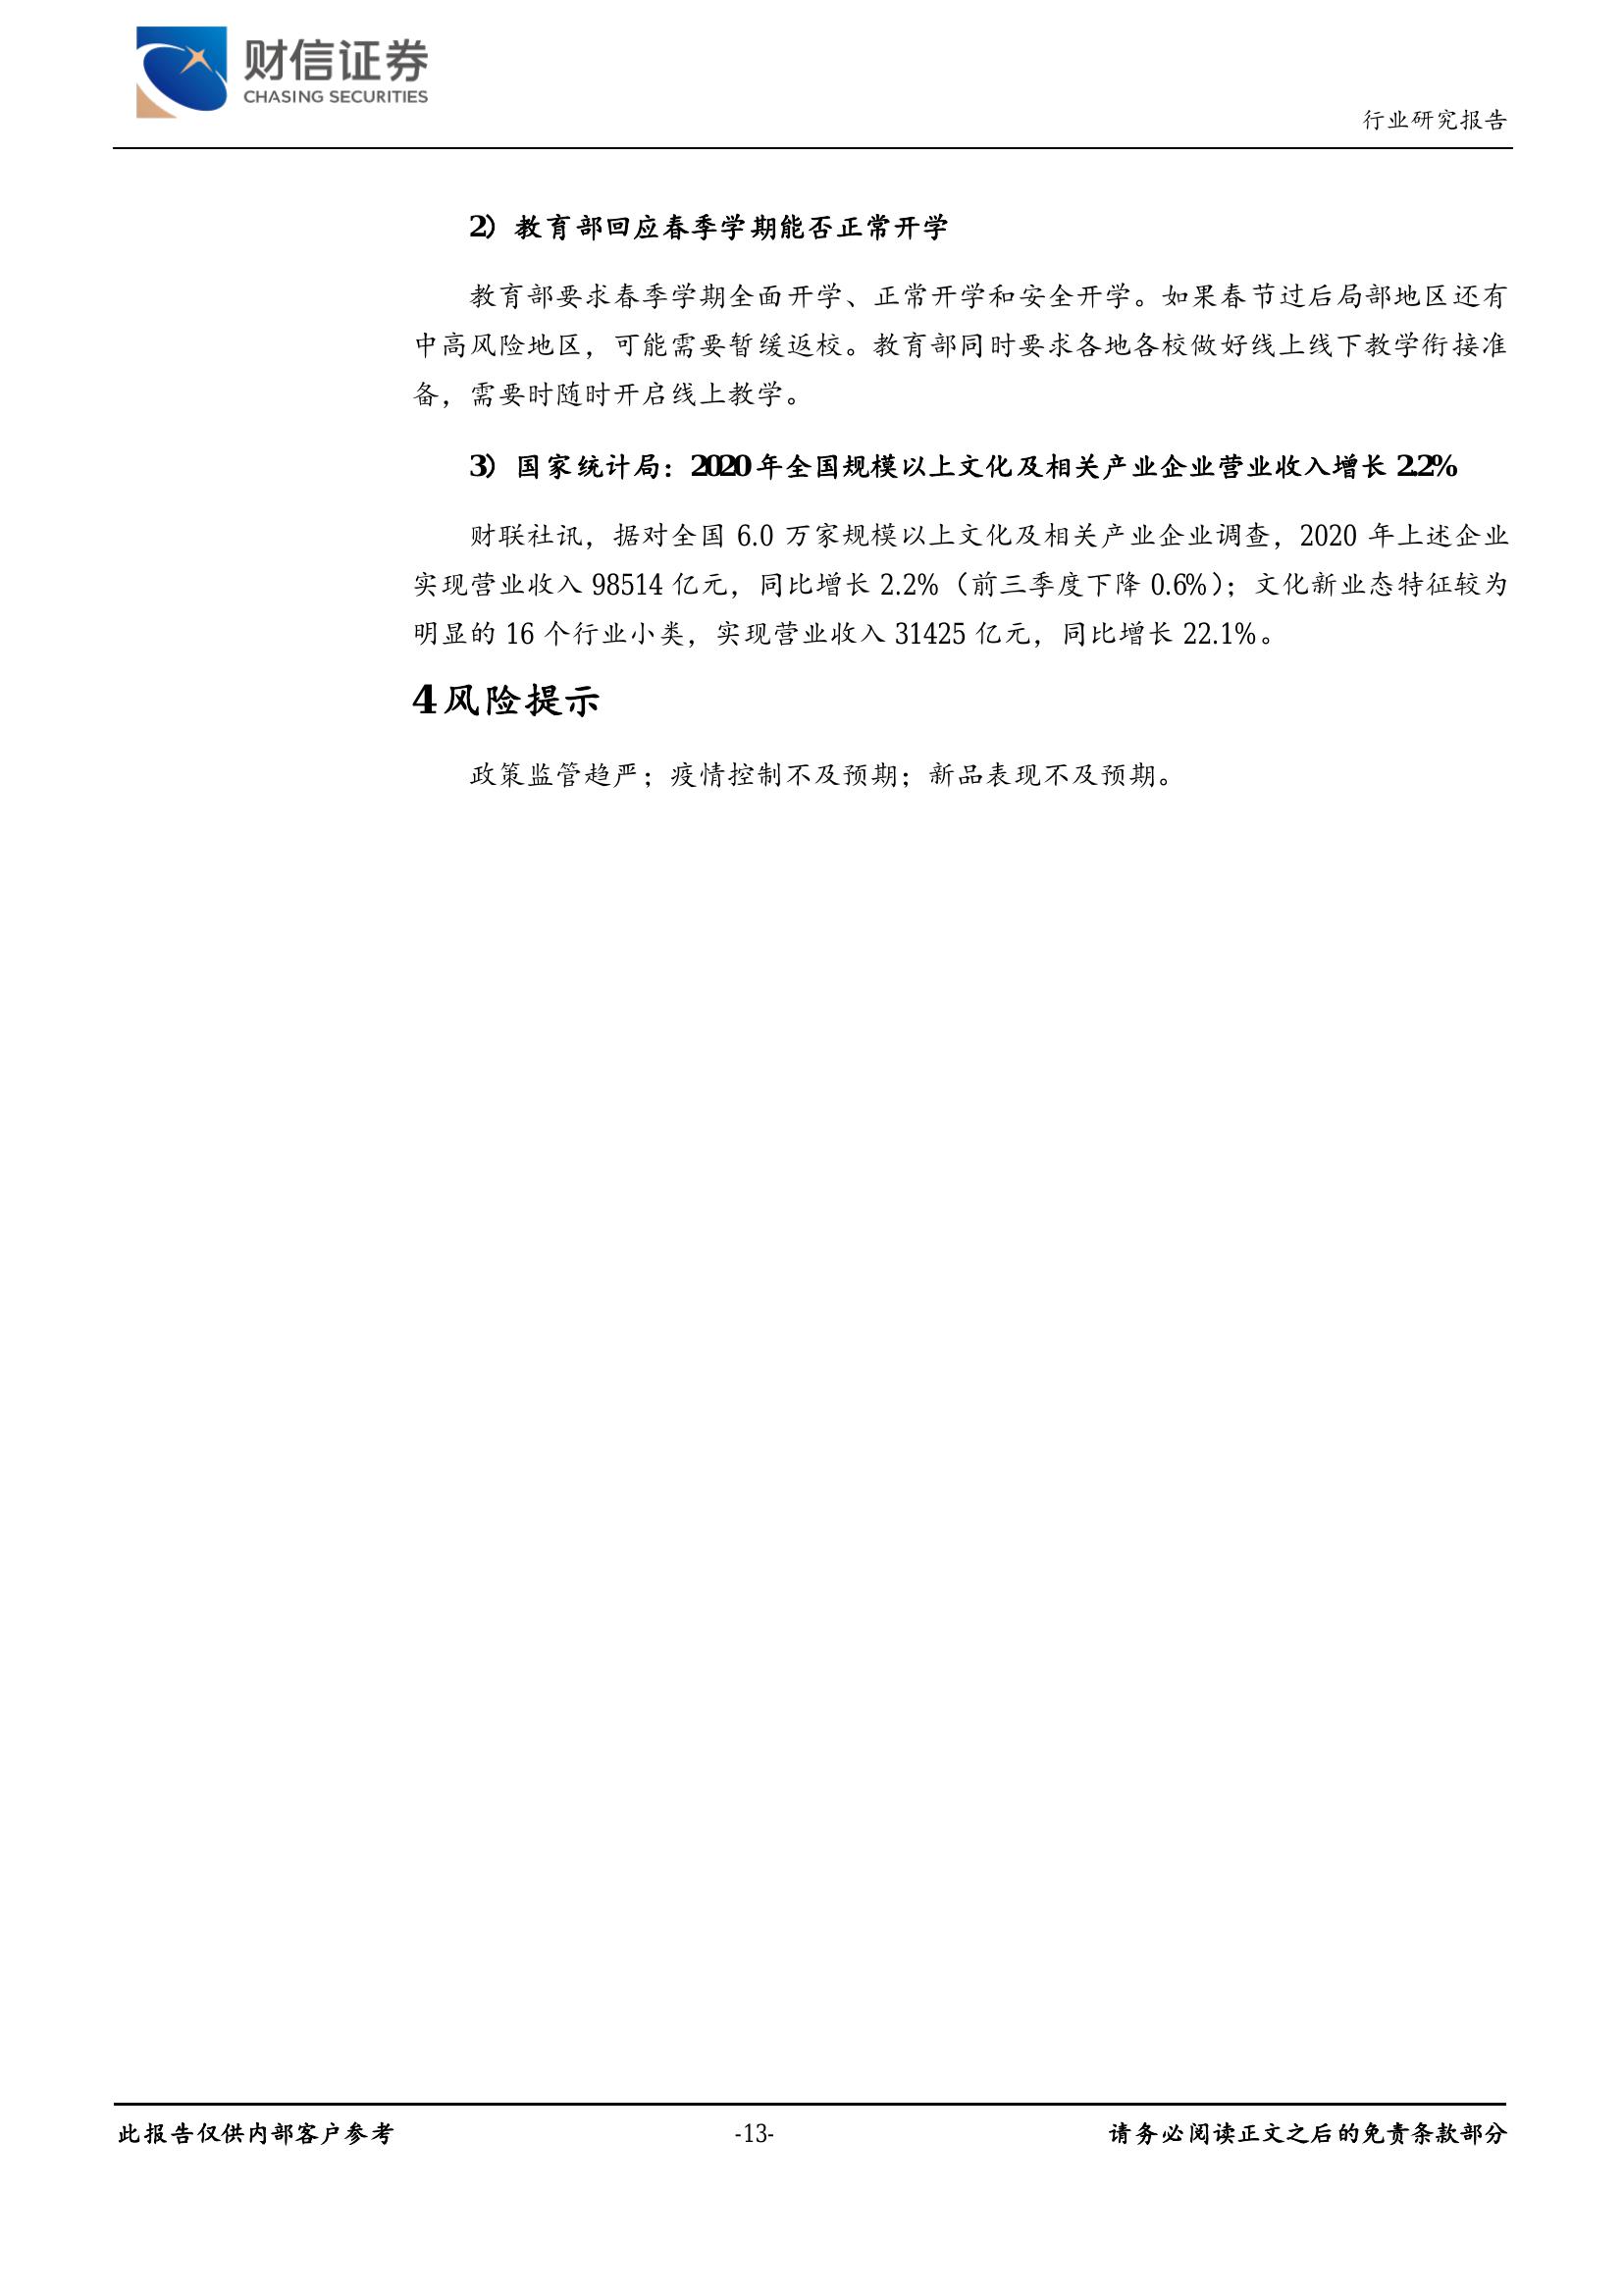 财信证券
CHASING SECURITIES
行业研究报告
2）教育部回应春季学期能否正常开学
教育部要求春季学期全面开学、正常开学和安全开学。如果春节过后局部地区还有
中高风险地区，可能需要暂缓返校。教育部同时要求各地各校做好线上线下教学衔接准
备，需要时随时开启线上教学。
3）国家统计局：2020年全国规模以上文化及相关产业企业营业收入增长 2.2%
财联社讯，据对全国 6.0 万家规模以上文化及相关产业企业调查，2020 年上述企业
实现营业收入 98514 亿元，同比增长 2.2%（前三季度下降 0.6%）；文化新业态特征较为
明显的 16 个行业小类，实现营业收入 31425 亿元，同比增长 22.1%。
4 风险提示
政策监管趋严；疫情控制不及预期；新品表现不及预期。
此报告仅供内部客户参考
-13-
请务必阅读正文之后的免责条款部分